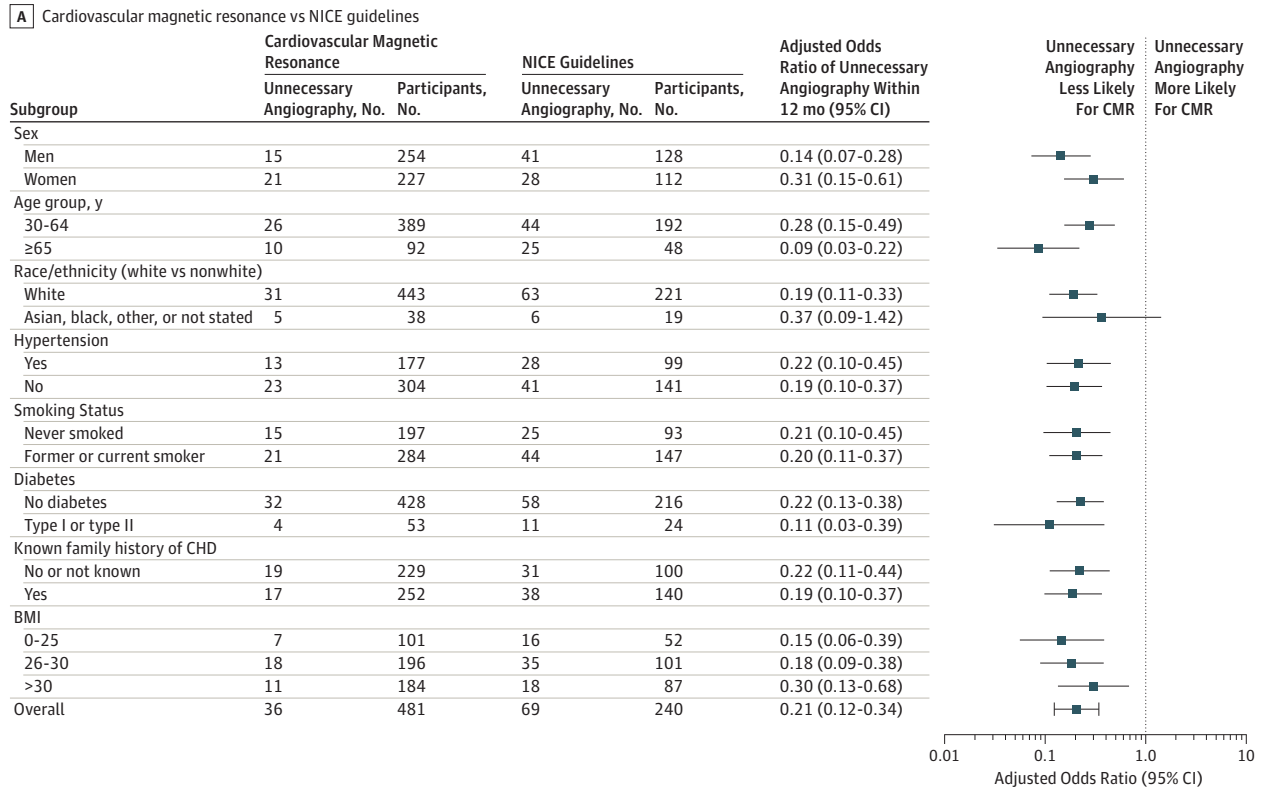 A Cardiovascular magnetic resonance vs NICE guidelines
Cardiovascular Magnetic
Resonance
NICE Guidelines
Adjusted Odds
Ratio of Unnecessary
Angiography Within
12 mo (95% CI)
Unnecessary
Angiography
Less Likely
For CMR
Unnecessary
Angiography
More Likely
For CMR
Subgroup
Unnecessary
Angiography, No.
Participants,
No.
Unnecessary
Angiography, No.
Participants,
No.
Sex
Men 15 254 41 128 0.14 (0.07-0.28)
Women 21 227 28 112 0.31 (0.15-0.61)
Age group, y
30-64 26 389 44 192 0.28 (0.15-0.49)
≥65 10 92 25 48 0.09 (0.03-0.22)
Race/ethnicity (white vs nonwhite)
White 31 443 63 221 0.19 (0.11-0.33)
Asian, black, other, or not stated 5 38 6 19 0.37 (0.09-1.42)
Hypertension
Yes 13 177 28 99 0.22 (0.10-0.45)
No 23 304 41 141 0.19 (0.10-0.37)
Smoking Status
Never smoked 15 197 25 93 0.21 (0.10-0.45)
Former or current smoker 21 284 44 147 0.20 (0.11-0.37)
Diabetes
No diabetes 32 428 58 216 0.22 (0.13-0.38)
Type I or type II 4 53 11 24 0.11 (0.03-0.39)
Known family history of CHD
No or not known 19 229 31 100 0.22 (0.11-0.44)
Yes 17 252 38 140 0.19 (0.10-0.37)
BMI
0-25 7 101 16 52 0.15 (0.06-0.39)
26-30 18 196 35 101 0.18 (0.09-0.38)
>30 11 184 18 87 0.30 (0.13-0.68)
Overall 36 481 69 240 0.21 (0.12-0.34)
0.01 0.1 1.0 10
Adjusted Odds Ratio (95% CI)